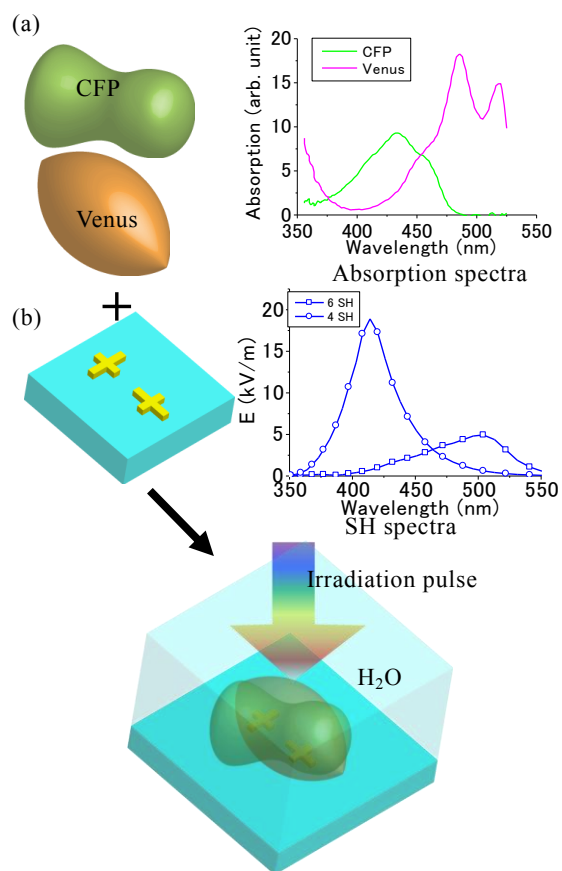 (a)
CFP
Venus
Absorption (arb. unit)
20
15
10
5
0
CFP
Venus
350 400 450 500 550
Wavelength (nm)
Absorption spectra
+
(b)
E (kV/m)
20
15
10
5
0
6 SH
4 SH
350 400 450 500 550
Wavelength (nm)
SH spectra
Irradiation pulse
H₂O